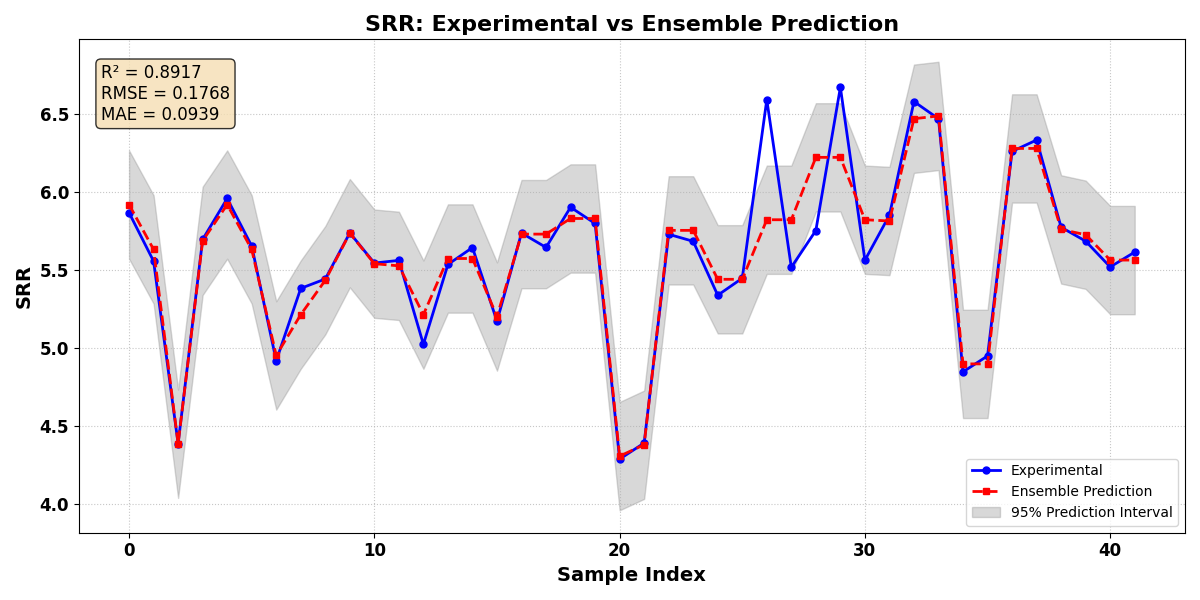 SRR: Experimental vs Ensemble Prediction
R² = 0.8917
RMSE = 0.1768
MAE = 0.0939
SRR
6.5
6.0
5.5
5.0
4.5
4.0
Experimental
Ensemble Prediction
95% Prediction Interval
0 10 20 30 40
Sample Index